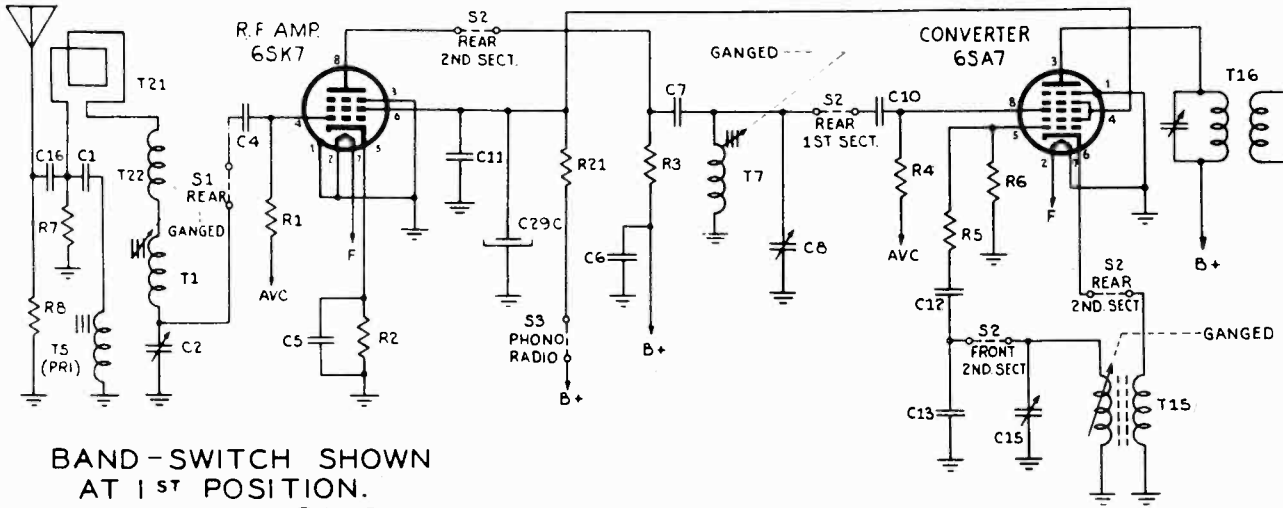 R.F. AMP.
6SK7
S2
REAR
2ND SECT.
GANGED
CONVERTER
6SA7
T21
T16
C16
C1
C4
T22
S1
REAR
GANGED
R7
R1
AVC
T1
R8
T5
(PRI)
C2
8
3
6
4
1
2
7
5
F
C5
R2
C11
C29C
R21
S3
PHONO
RADIO
B+
C7
R3
C6
B+
T7
C8
S2
REAR
1ST SECT.
C10
R4
AVC
3
1
8
4
5
2
7
6
F
R6
R5
C12
B+
S2
REAR
2ND. SECT
GANGED
S2
FRONT
2ND. SECT
C13
C15
T15
BAND-SWITCH SHOWN
AT 1ST POSITION.